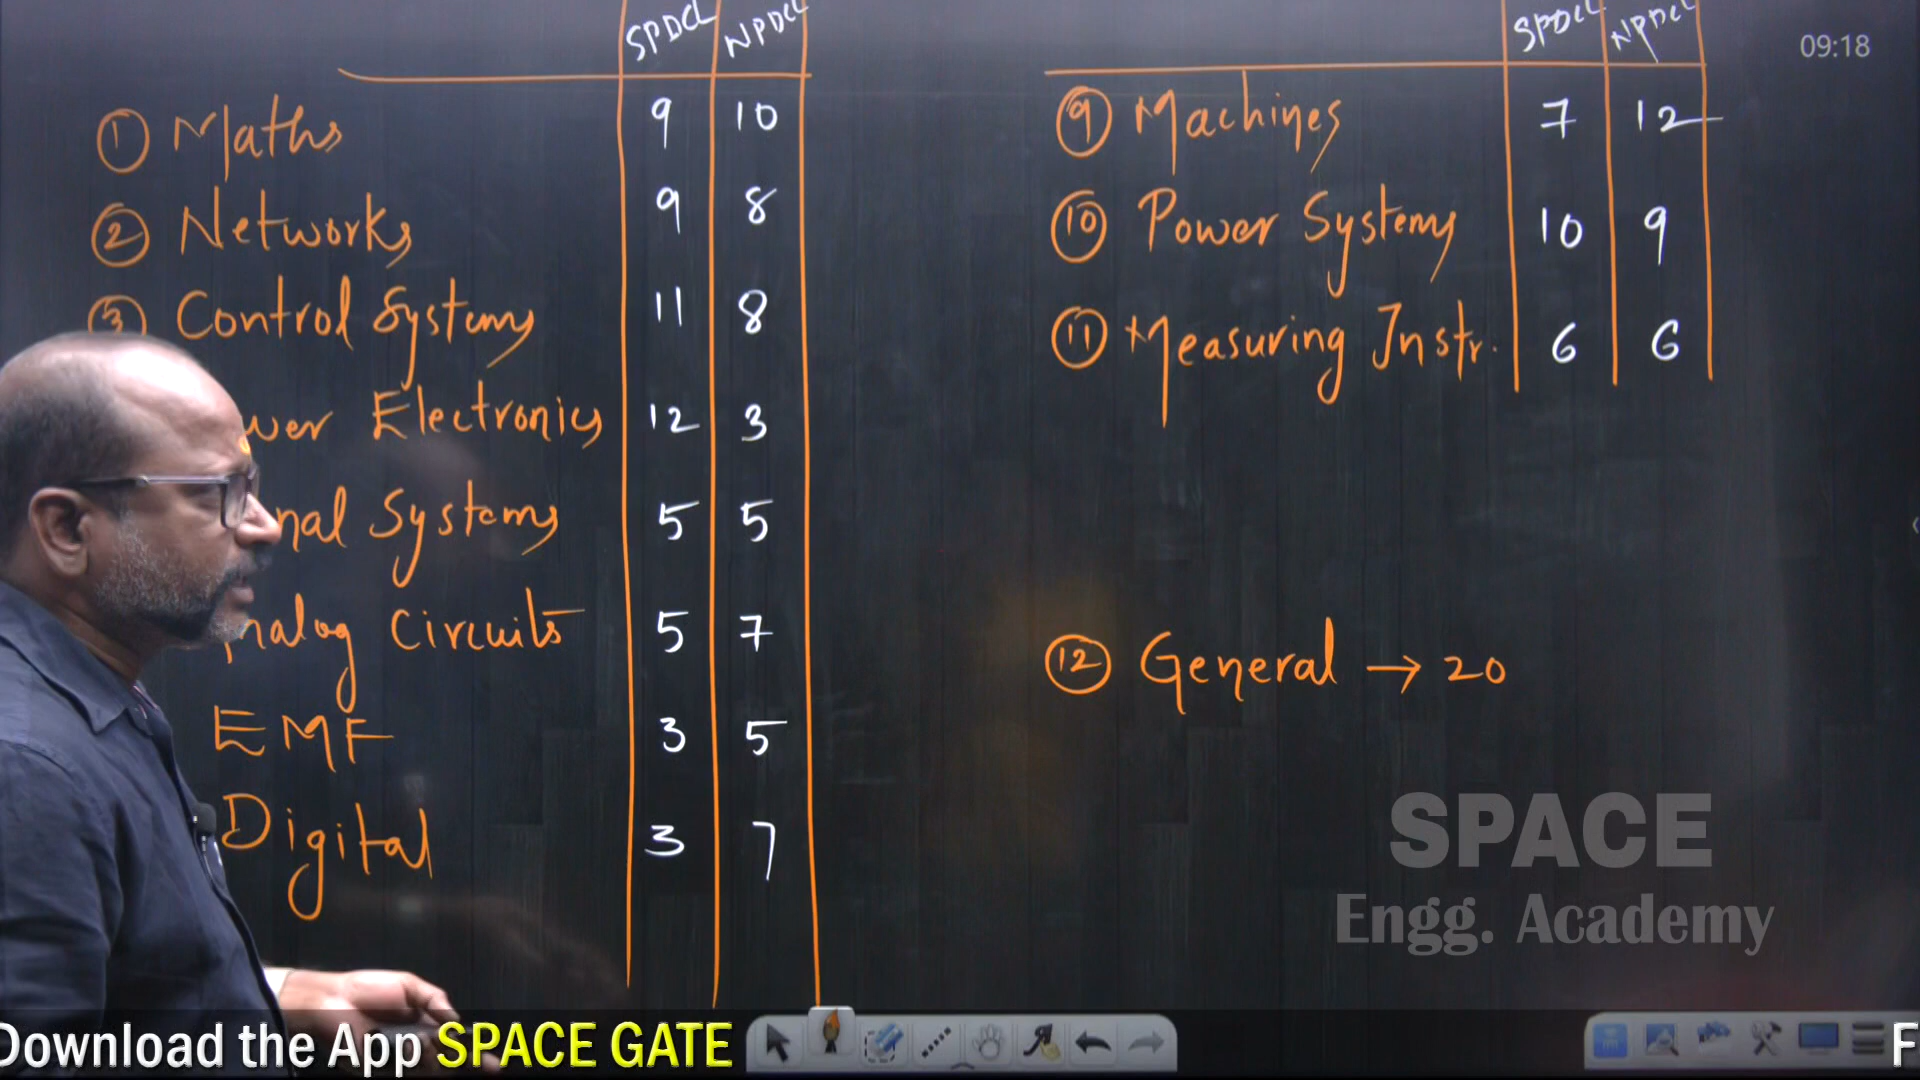 SPDCL NPDCL
① Maths 9 10
② Networks 9 8
③ Control Systems 11 8
wer Electronics 12 3
nal Systems 5 5
nalog Circuits 5 7
EMF 3 5
Digital 3 7
SPDCL NPDCL
09:18
⑨ Machines 7 12
⑩ Power Systems 10 9
⑪ Measuring Instr. 6 6
⑫ General → 20
SPACE
Engg. Academy
Download the App SPACE GATE
F